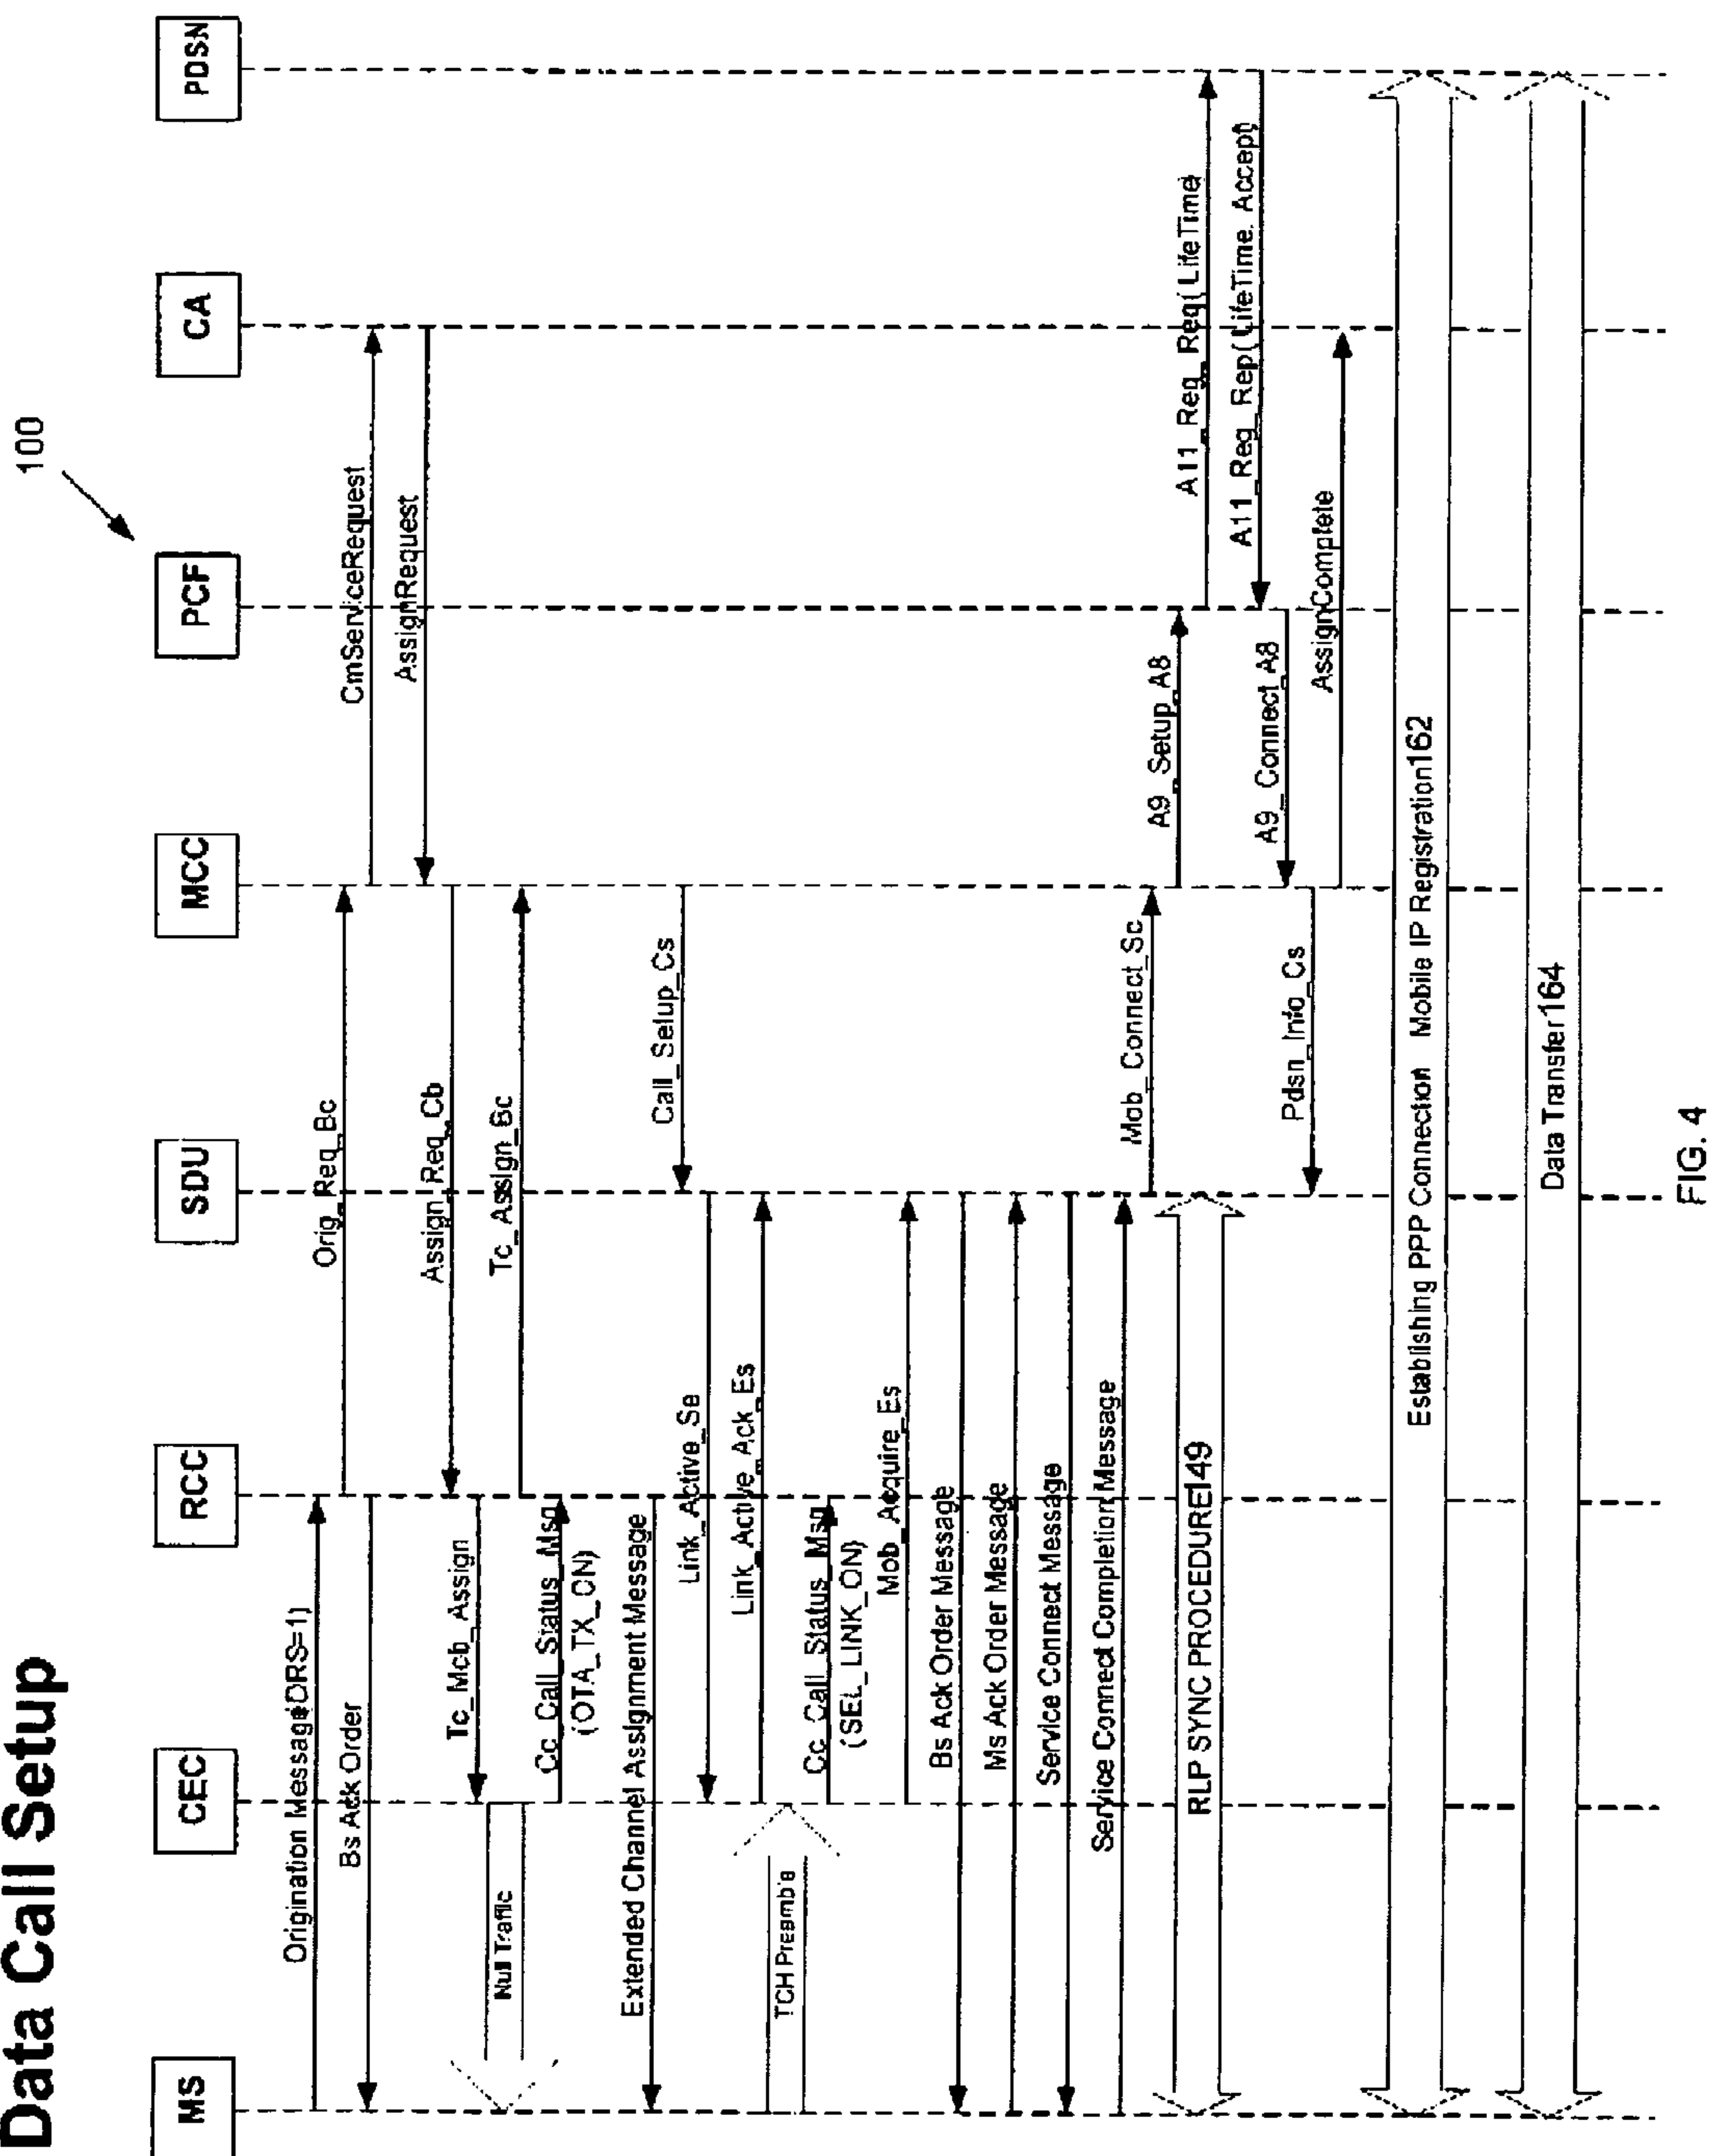 Data Call Setup
100
MS
CEC
RCC
SDU
MCC
PCF
CA
PDSN
Origination Message(DRS=1)
Orig_Req_Bc
Bs Ack Order
CmServiceRequest
AssignRequest
Assign_Req_Cb
Tc_Mcb_Assign
Null Traffic
Tc_Assign_Bc
Cc_Call_Status_Msg
(OTA_TX_ON)
Extended Channel Assignment Message
Call_Setup_Cs
Link_Active_Se
Link_Active_Ack_Es
TCH Preamble
Cc_Call_Status_Msg
(SEL_LINK_ON)
Mob_Acquire_Es
Bs Ack Order Message
Ms Ack Order Message
Service Connect Message
Service Connect Completion Message
Mob_Connect_Sc
A9_Setup_A8
RLP SYNC PROCEDURE149
A11_Reg_Req(LifeTime)
A11_Reg_Rep(LifeTime, Accept)
A9_Connect_A8
Pdsn_Info_Cs
AssignComplete
Establishing PPP Connection Mobile IP Registration162
Data Transfer164
FIG. 4